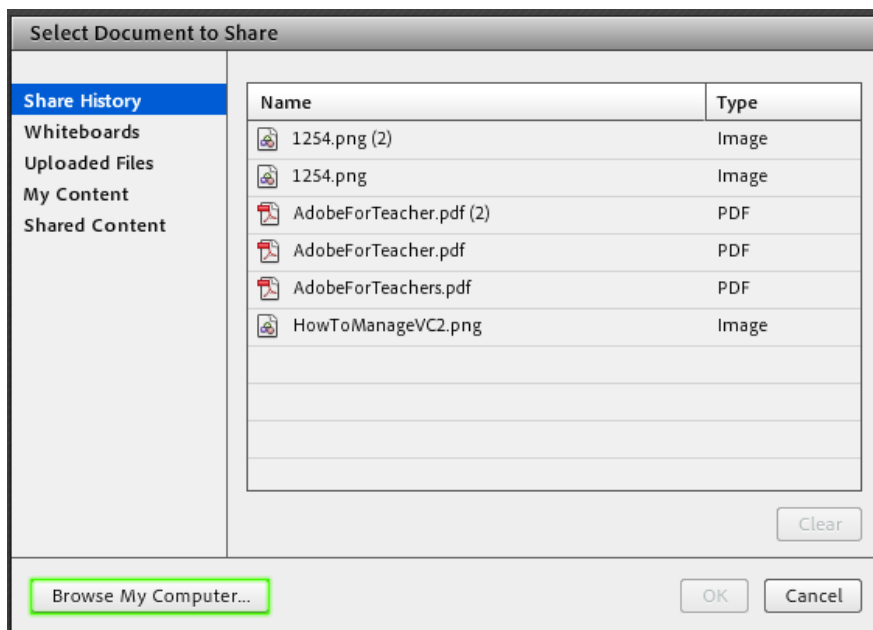 Select Document to Share
Share History
Whiteboards
Uploaded Files
My Content
Shared Content
Name Type
1254.png (2) Image
1254.png Image
AdobeForTeacher.pdf (2) PDF
AdobeForTeacher.pdf PDF
AdobeForTeachers.pdf PDF
HowToManageVC2.png Image
Clear
Browse My Computer... OK Cancel